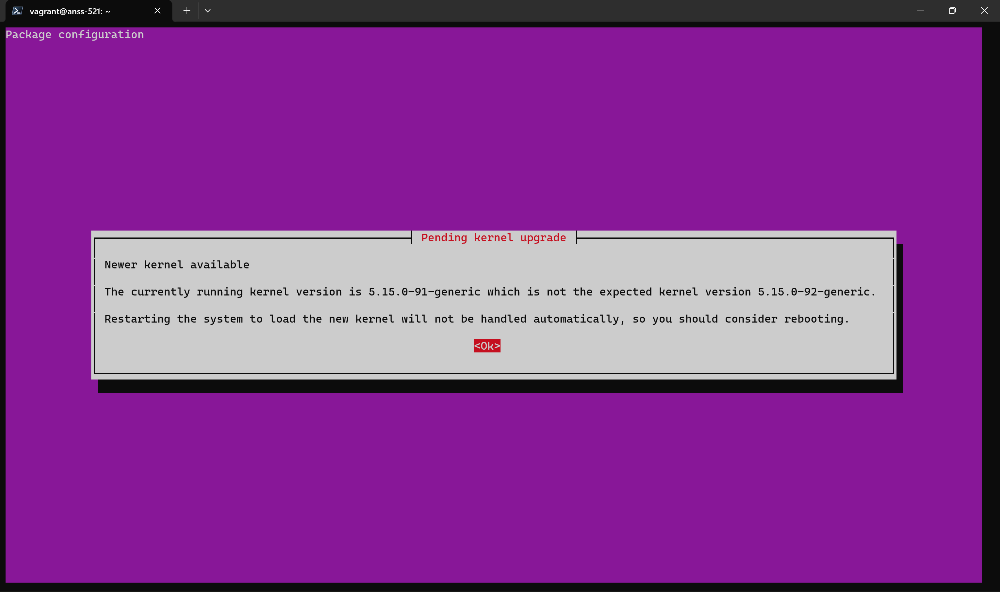 vagrant@anss-521: ~
Package configuration
Pending kernel upgrade
Newer kernel available
The currently running kernel version is 5.15.0-91-generic which is not the expected kernel version 5.15.0-92-generic.
Restarting the system to load the new kernel will not be handled automatically, so you should consider rebooting.
<Ok>